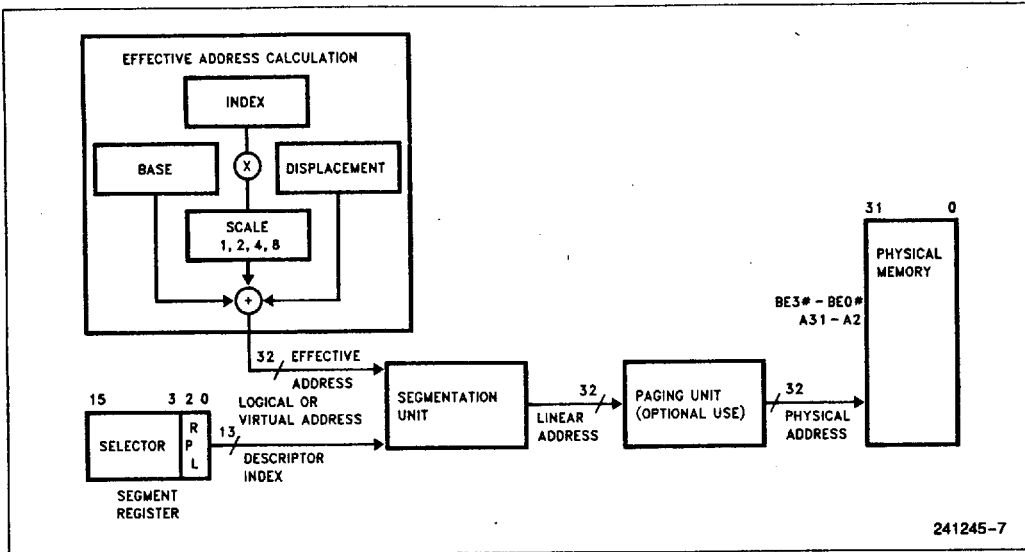 EFFECTIVE ADDRESS CALCULATION
INDEX
BASE
X
DISPLACEMENT
SCALE
1, 2, 4, 8
+
31 0
PHYSICAL
MEMORY
BE3# - BE0#
A31 - A2
32 EFFECTIVE
ADDRESS
LOGICAL OR
VIRTUAL ADDRESS
SEGMENTATION
UNIT
32
LINEAR
ADDRESS
PAGING UNIT
(OPTIONAL USE)
32
PHYSICAL
ADDRESS
15 3 2 0
SELECTOR
R
P
L
13
DESCRIPTOR
INDEX
SEGMENT
REGISTER
241245-7